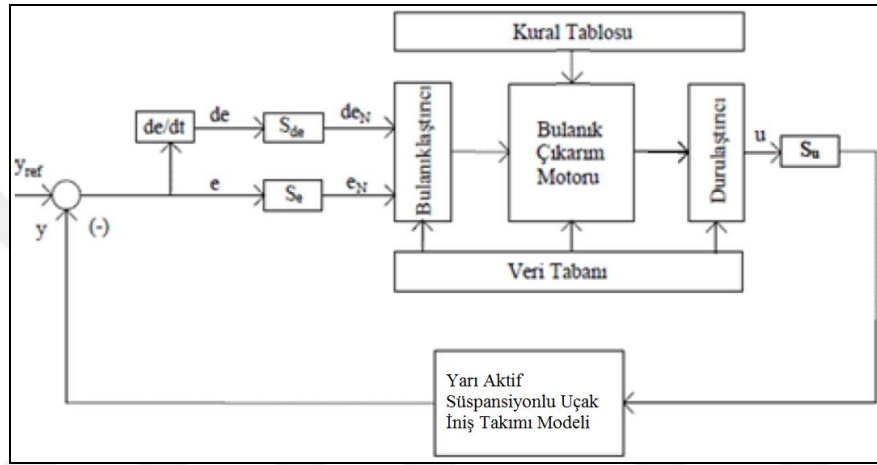 Kural Tablosu
de/dt
de
S_de
de_N
Bulanıklaştırıcı
Bulanık
Çıkarım
Motoru
Durulaştırıcı
u
S_u
y_ref
e
S_e
e_N
y
(-)
Veri Tabanı
Yarı Aktif
Süspansiyonlu Uçak
İniş Takımı Modeli